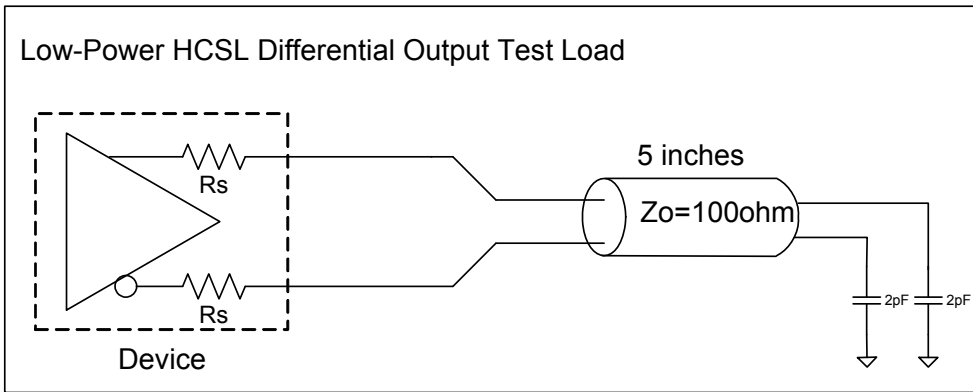 Low-Power HCSL Differential Output Test Load
5 inches
Rs
Zo=100ohm
Rs
2pF
2pF
Device